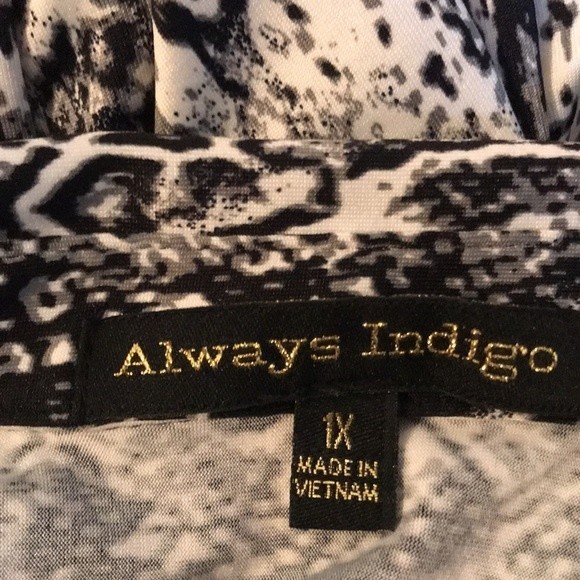 Always Indigo
1X
MADE IN
VIETNAM